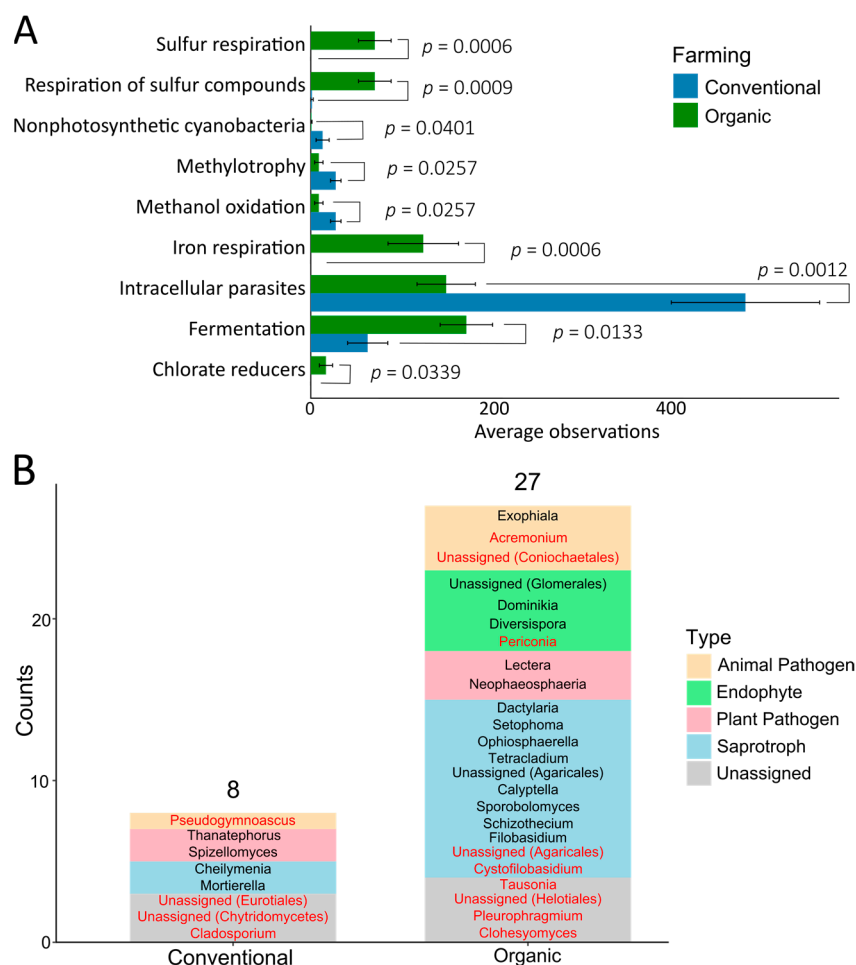 A
Sulfur respiration
p = 0.0006
Farming
Respiration of sulfur compounds
p = 0.0009
Conventional
Organic
Nonphotosynthetic cyanobacteria
p = 0.0401
Methylotrophy
p = 0.0257
Methanol oxidation
p = 0.0257
Iron respiration
p = 0.0006
p = 0.0012
Intracellular parasites
Fermentation
p = 0.0133
Chlorate reducers
p = 0.0339
0
200
400
Average observations
B
27
Exophiala
Acremonium
Unassigned (Coniochaetales)
Unassigned (Glomerales)
Dominikia
Diversispora
Periconia
Lectera
Neophaeosphaeria
Dactylaria
Setophoma
Ophiosphaerella
Tetracladium
Unassigned (Agaricales)
Calyptella
Sporobolomyces
Schizothecium
Filobasidium
Unassigned (Agaricales)
Cystofilobasidium
Tausonia
Unassigned (Helotiales)
Pleurophragmium
Clohesyomyces
8
Pseudogymnoascus
Thanatephorus
Spizellomyces
Cheilymenia
Mortierella
Unassigned (Eurotiales)
Unassigned (Chytridomycetes)
Cladosporium
Counts
20
10
0
Conventional
Organic
Type
Animal Pathogen
Endophyte
Plant Pathogen
Saprotroph
Unassigned